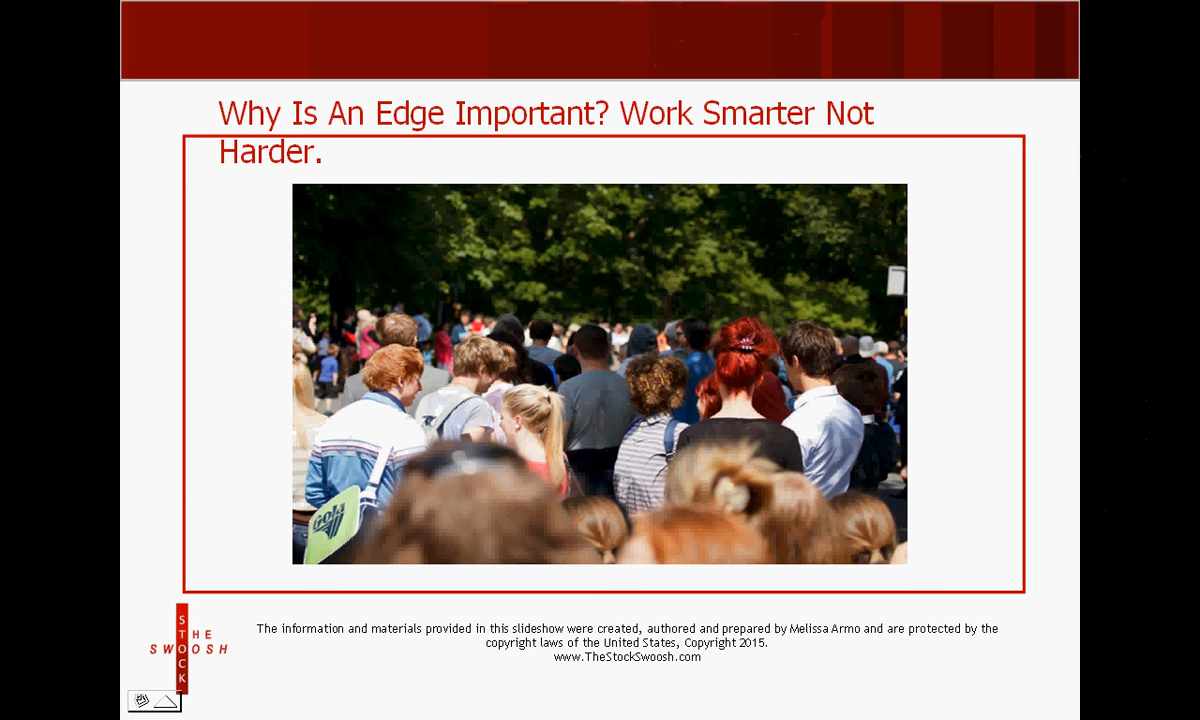 Why Is An Edge Important? Work Smarter Not
Harder.
GOLA
STOCK
THE
SWOOSH
The information and materials provided in this slideshow were created, authored and prepared by Melissa Armo and are protected by the
copyright laws of the United States, Copyright 2015.
www.TheStockSwoosh.com